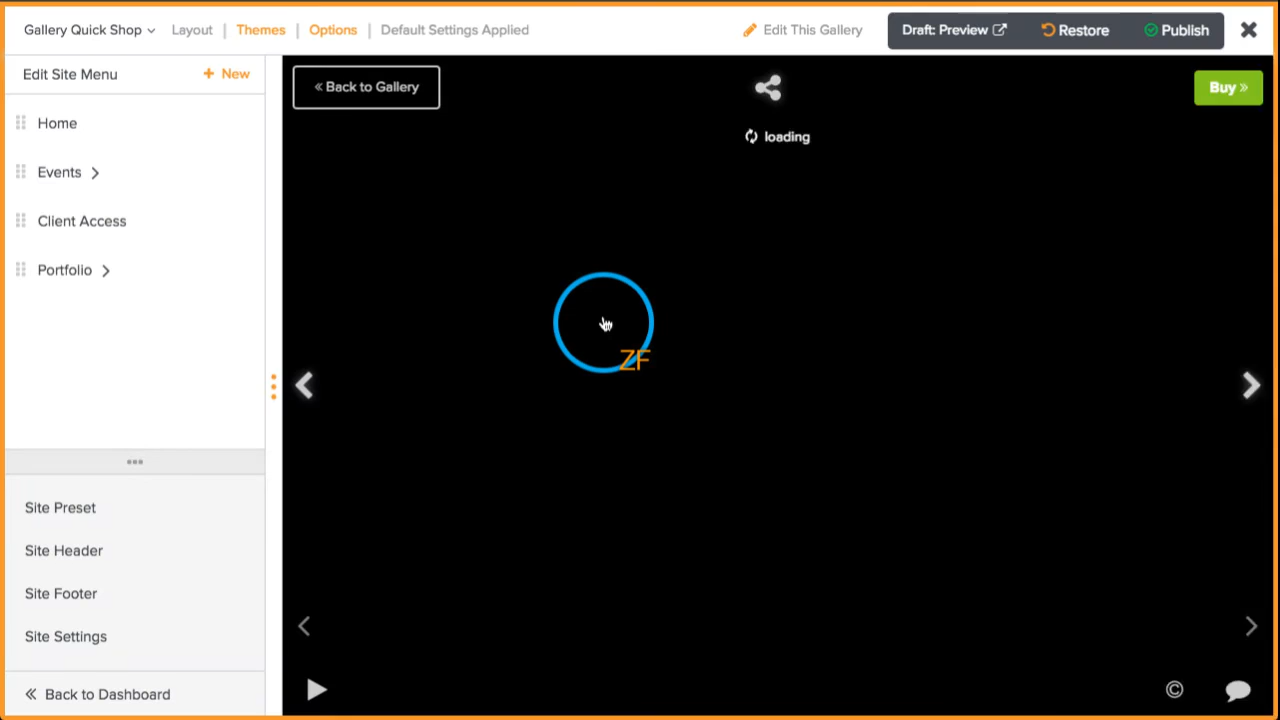 Gallery Quick Shop
Layout | Themes | Options | Default Settings Applied
Edit This Gallery
Draft: Preview
Restore
Publish
Edit Site Menu
+ New
Home
Events
Client Access
Portfolio
Site Preset
Site Header
Site Footer
Site Settings
« Back to Dashboard
« Back to Gallery
Buy »
loading
ZF
©